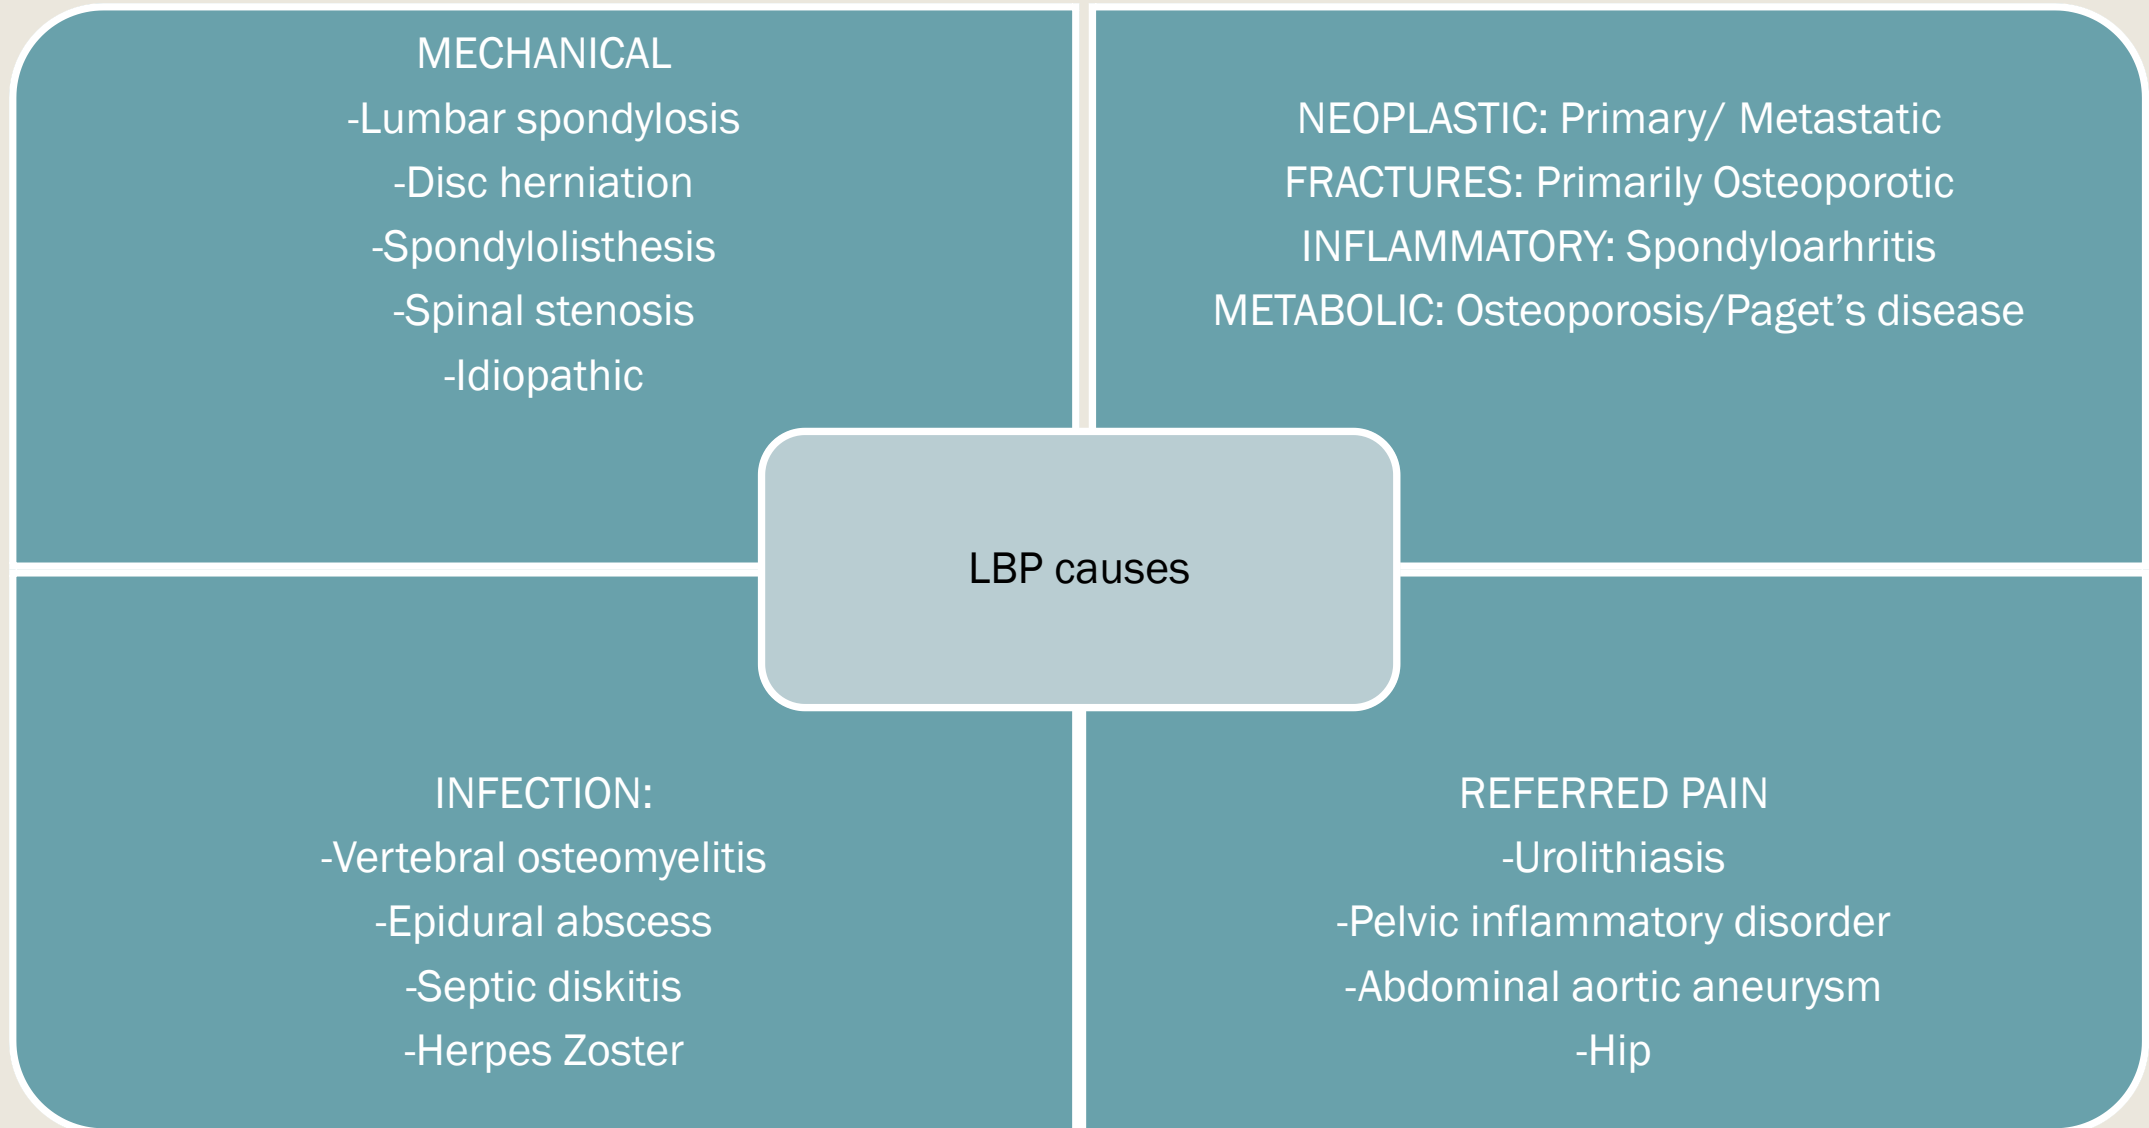 MECHANICAL
-Lumbar spondylosis
-Disc herniation
-Spondylolisthesis
-Spinal stenosis
-Idiopathic
NEOPLASTIC: Primary/ Metastatic
FRACTURES: Primarily Osteoporotic
INFLAMMATORY: Spondyloarhritis
METABOLIC: Osteoporosis/Paget’s disease
LBP causes
INFECTION:
-Vertebral osteomyelitis
-Epidural abscess
-Septic diskitis
-Herpes Zoster
REFERRED PAIN
-Urolithiasis
-Pelvic inflammatory disorder
-Abdominal aortic aneurysm
-Hip